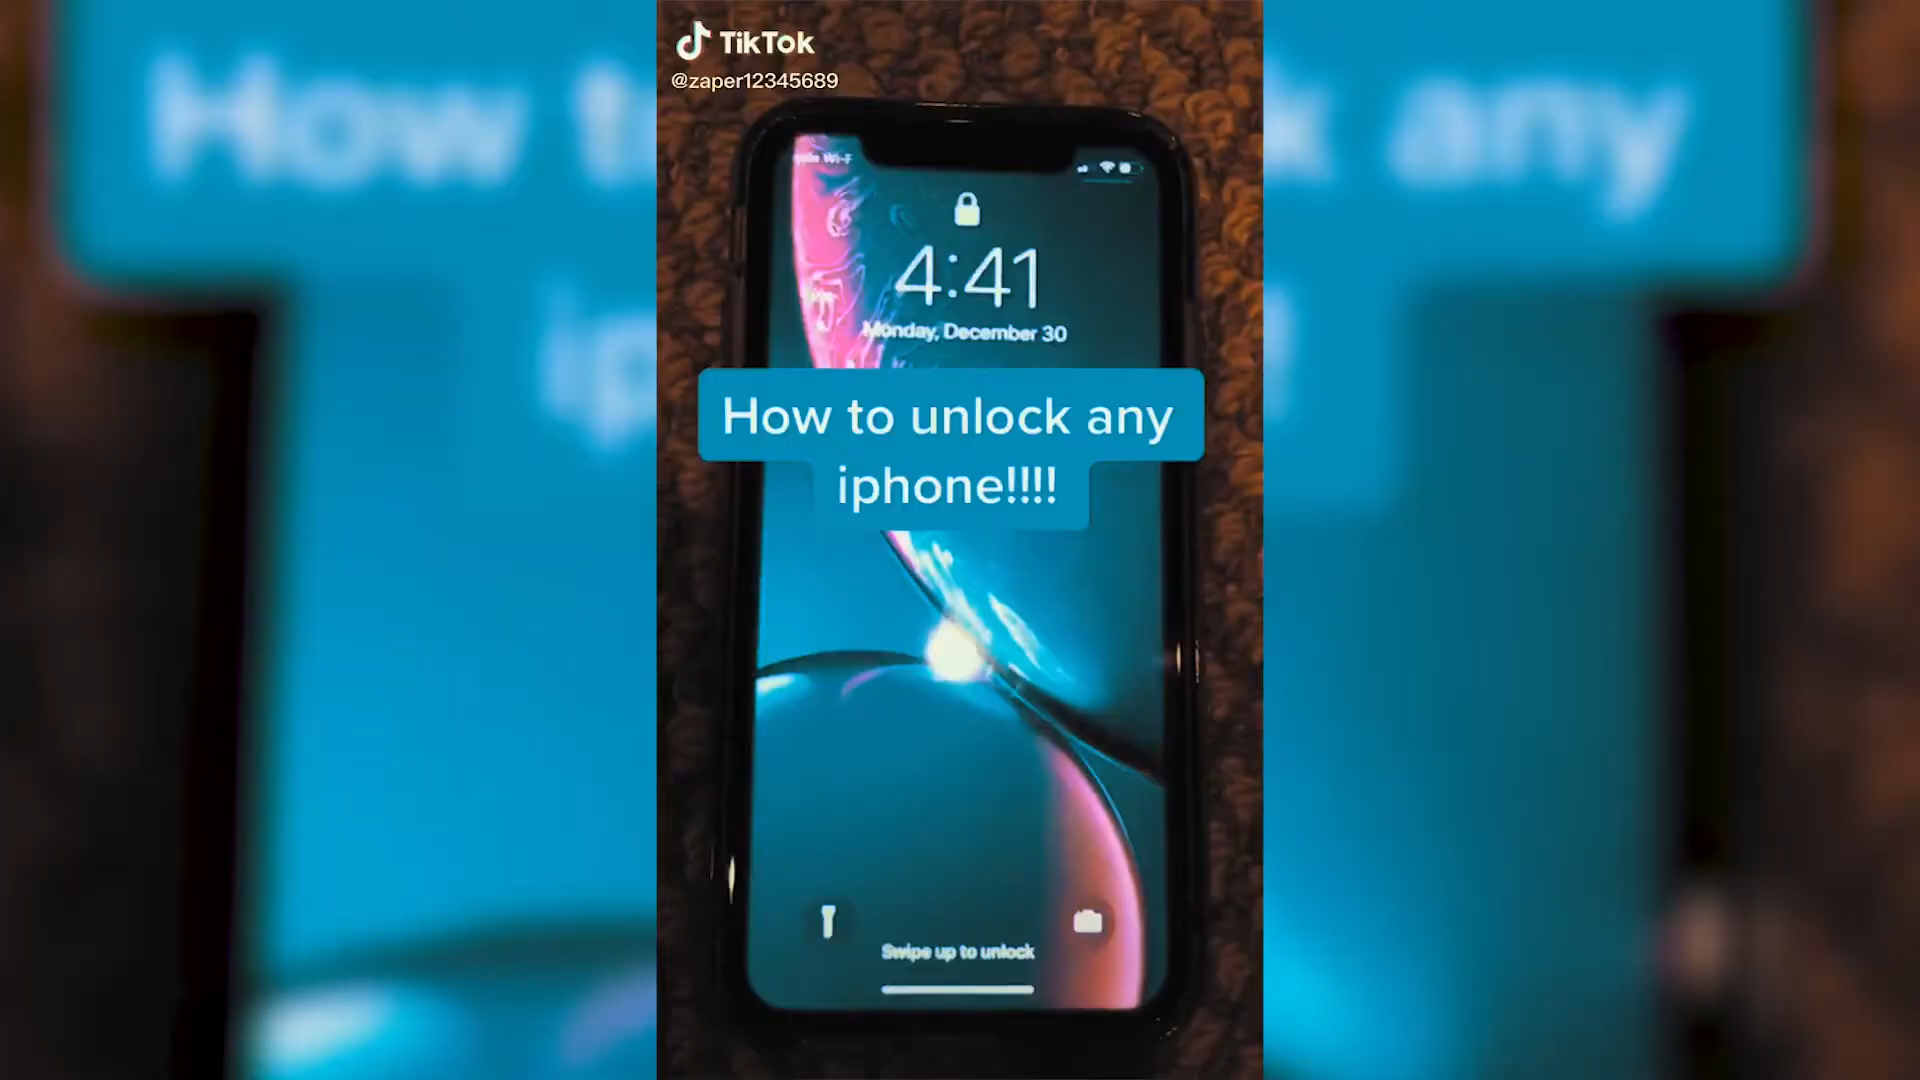 TikTok
@zaper12345689
4:41
Monday, December 30
How to unlock any
iphone!!!!
Swipe up to unlock